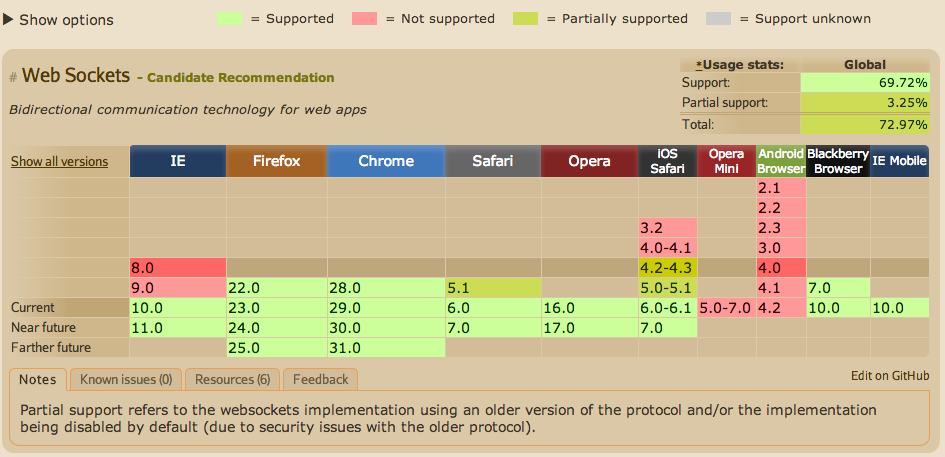 ▶ Show options = Supported = Not supported = Partially supported = Support unknown
# Web Sockets - Candidate Recommendation
*Usage stats: Global
Support: 69.72%
Bidirectional communication technology for web apps
Partial support: 3.25%
Total: 72.97%
Show all versions IE Firefox Chrome Safari Opera iOS Safari Opera Mini Android Browser Blackberry Browser IE Mobile
2.1
2.2
3.2 2.3
4.0-4.1 3.0
8.0 4.2-4.3 4.0
9.0 22.0 28.0 5.1 5.0-5.1 4.1 7.0
Current 10.0 23.0 29.0 6.0 16.0 6.0-6.1 5.0-7.0 4.2 10.0 10.0
Near future 11.0 24.0 30.0 7.0 17.0 7.0
Farther future 25.0 31.0
Notes Known issues (0) Resources (6) Feedback Edit on GitHub
Partial support refers to the websockets implementation using an older version of the protocol and/or the implementation
being disabled by default (due to security issues with the older protocol).